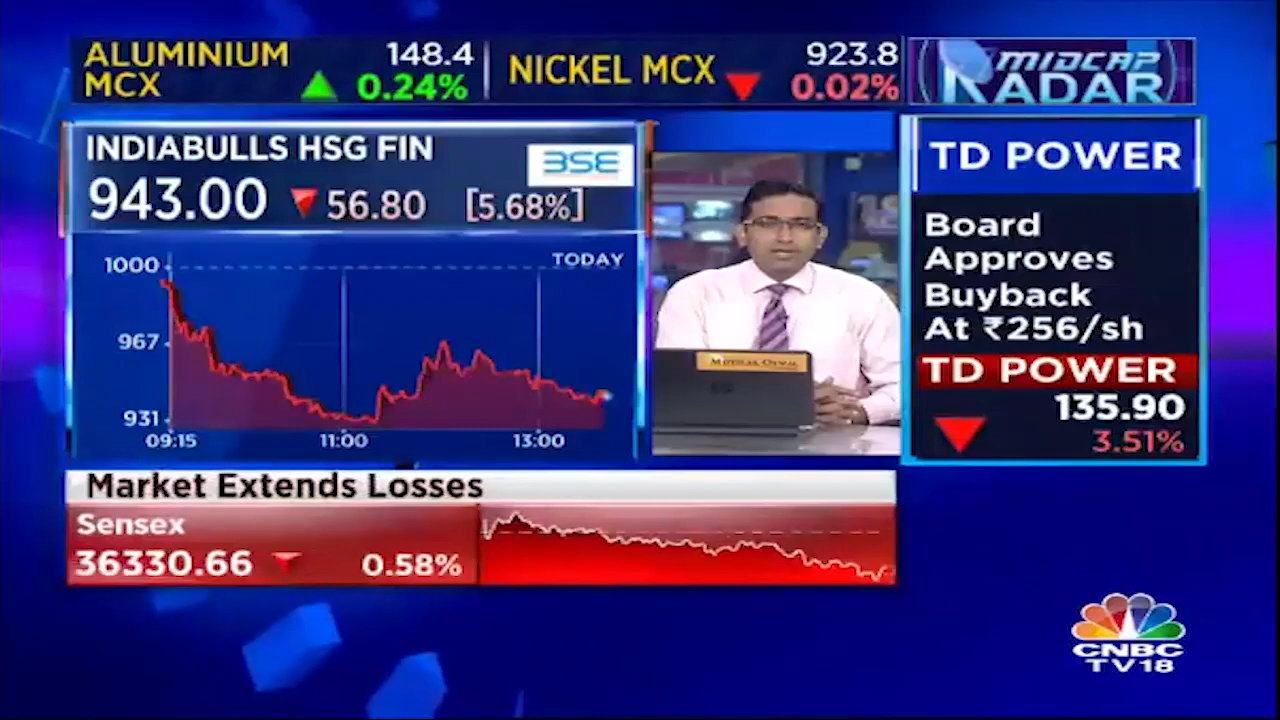 ALUMINIUM MCX 148.4 0.24%
NICKEL MCX 923.8 0.02%
MIDCAP RADAR
INDIABULLS HSG FIN
BSE
943.00 56.80 [5.68%]
TODAY
1000
967
931
09:15 11:00 13:00
MOTILAL OSWAL
TD POWER
Board
Approves
Buyback
At ₹256/sh
TD POWER
135.90
3.51%
Market Extends Losses
Sensex
36330.66 0.58%
CNBC
TV18